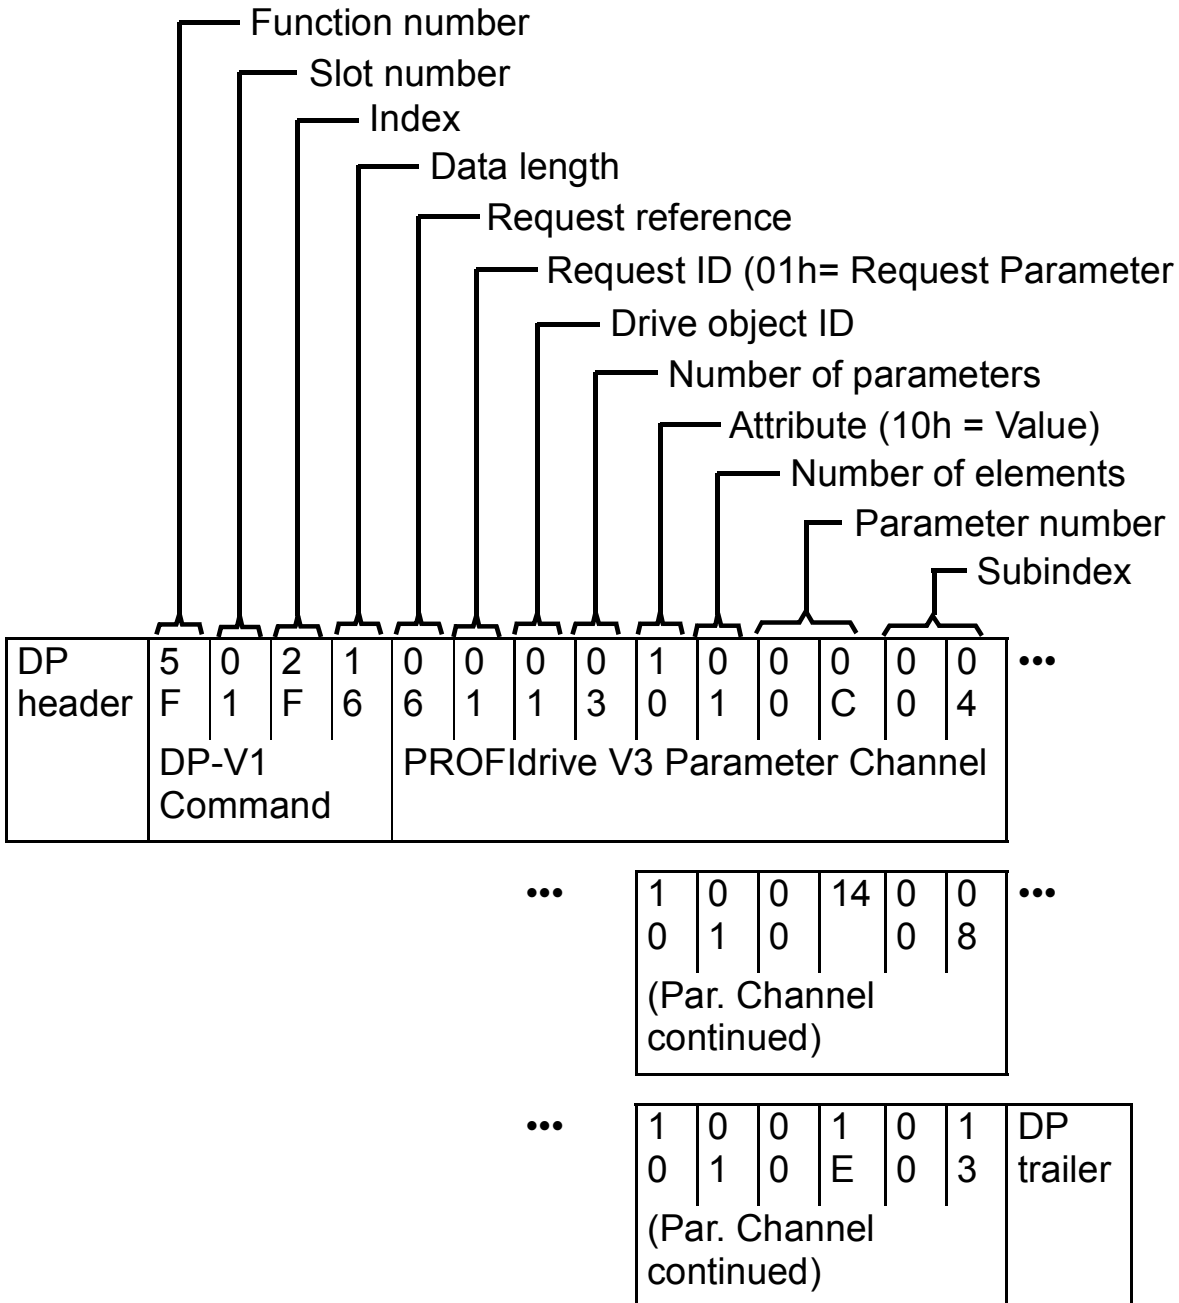 Function number
Slot number
Index
Data length
Request reference
Request ID (01h= Request Parameter
Drive object ID
Number of parameters
Attribute (10h = Value)
Number of elements
Parameter number
Subindex
DP 5 0 2 1 0 0 0 0 1 0 0 0 0 0 •••
header F 1 F 6 6 1 1 3 0 1 0 C 0 4
DP-V1 PROFIdrive V3 Parameter Channel
Command
••• 1 0 0 14 0 0 •••
0 1 0 0 8
(Par. Channel
continued)
••• 1 0 0 1 0 1 DP
0 1 0 E 0 3 trailer
(Par. Channel
continued)